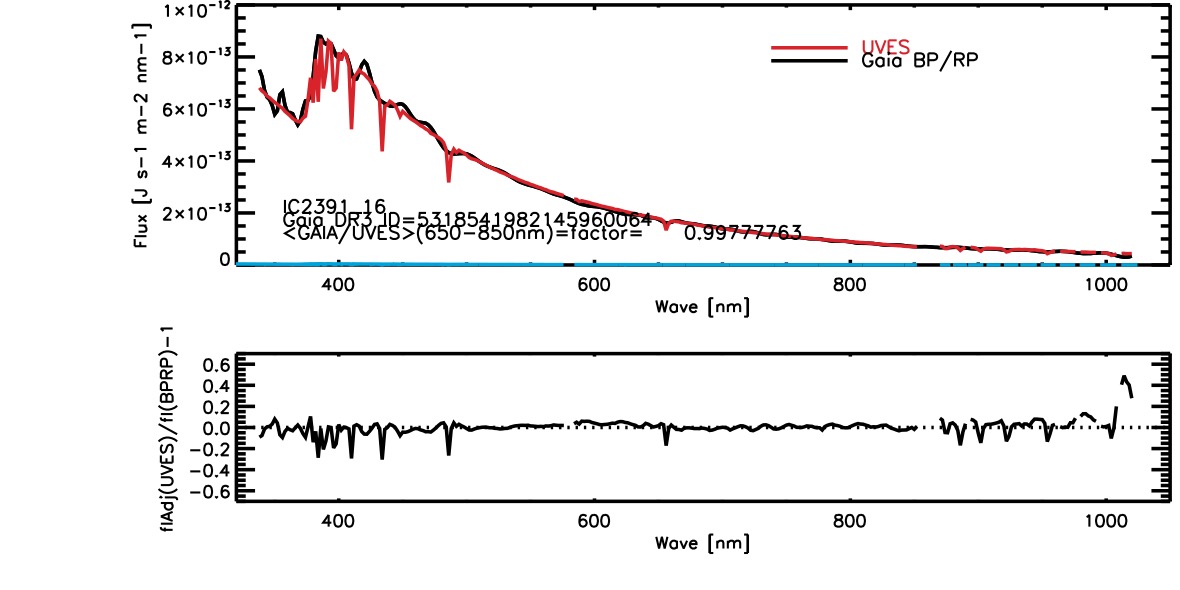 1×10−12
8×10−13
6×10−13
4×10−13
2×10−13
0
Flux [J s−1 m−2 nm−1]
UVES
Gaia BP/RP
IC2391_16
Gaia DR3 ID=5318541982145960064
<GAIA/UVES>(650−850nm)=factor= 0.99777763
400 600 800 1000
Wave [nm]
0.6
0.4
0.2
0.0
−0.2
−0.4
−0.6
flAdj(UVES)/fl(BPRP)−1
400 600 800 1000
Wave [nm]